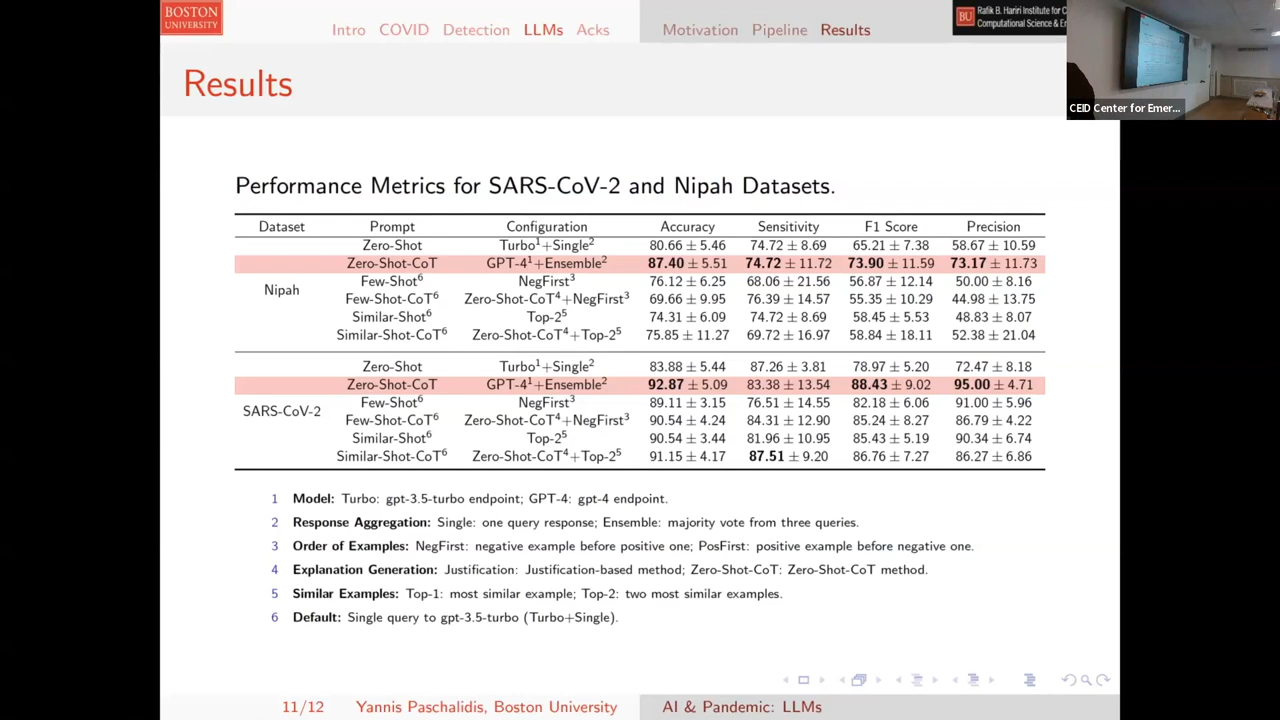 BOSTON
UNIVERSITY
Intro COVID Detection LLMs Acks
Motivation Pipeline Results
BU
Rafik B. Hariri Institute for C
Computational Science & E
CEID Center for Emer...
Results
Performance Metrics for SARS-CoV-2 and Nipah Datasets.
Dataset Prompt Configuration Accuracy Sensitivity F1 Score Precision
Zero-Shot Turbo¹+Single² 80.66 ± 5.46 74.72 ± 8.69 65.21 ± 7.38 58.67 ± 10.59
Zero-Shot-CoT GPT-4¹+Ensemble² 87.40 ± 5.51 74.72 ± 11.72 73.90 ± 11.59 73.17 ± 11.73
Nipah
Few-Shot⁶ NegFirst³ 76.12 ± 6.25 68.06 ± 21.56 56.87 ± 12.14 50.00 ± 8.16
Few-Shot-CoT⁶ Zero-Shot-CoT⁴+NegFirst³ 69.66 ± 9.95 76.39 ± 14.57 55.35 ± 10.29 44.98 ± 13.75
Similar-Shot⁶ Top-2⁵ 74.31 ± 6.09 74.72 ± 8.69 58.45 ± 5.53 48.83 ± 8.07
Similar-Shot-CoT⁶ Zero-Shot-CoT⁴+Top-2⁵ 75.85 ± 11.27 69.72 ± 16.97 58.84 ± 18.11 52.38 ± 21.04
Zero-Shot Turbo¹+Single² 83.88 ± 5.44 87.26 ± 3.81 78.97 ± 5.20 72.47 ± 8.18
Zero-Shot-CoT GPT-4¹+Ensemble² 92.87 ± 5.09 83.38 ± 13.54 88.43 ± 9.02 95.00 ± 4.71
SARS-CoV-2
Few-Shot⁶ NegFirst³ 89.11 ± 3.15 76.51 ± 14.55 82.18 ± 6.06 91.00 ± 5.96
Few-Shot-CoT⁶ Zero-Shot-CoT⁴+NegFirst³ 90.54 ± 4.24 84.31 ± 12.90 85.24 ± 8.27 86.79 ± 4.22
Similar-Shot⁶ Top-2⁵ 90.54 ± 3.44 81.96 ± 10.95 85.43 ± 5.19 90.34 ± 6.74
Similar-Shot-CoT⁶ Zero-Shot-CoT⁴+Top-2⁵ 91.15 ± 4.17 87.51 ± 9.20 86.76 ± 7.27 86.27 ± 6.86
1 Model: Turbo: gpt-3.5-turbo endpoint; GPT-4: gpt-4 endpoint.
2 Response Aggregation: Single: one query response; Ensemble: majority vote from three queries.
3 Order of Examples: NegFirst: negative example before positive one; PosFirst: positive example before negative one.
4 Explanation Generation: Justification: Justification-based method; Zero-Shot-CoT: Zero-Shot-CoT method.
5 Similar Examples: Top-1: most similar example; Top-2: two most similar examples.
6 Default: Single query to gpt-3.5-turbo (Turbo+Single).
11/12 Yannis Paschalidis, Boston University AI & Pandemic: LLMs